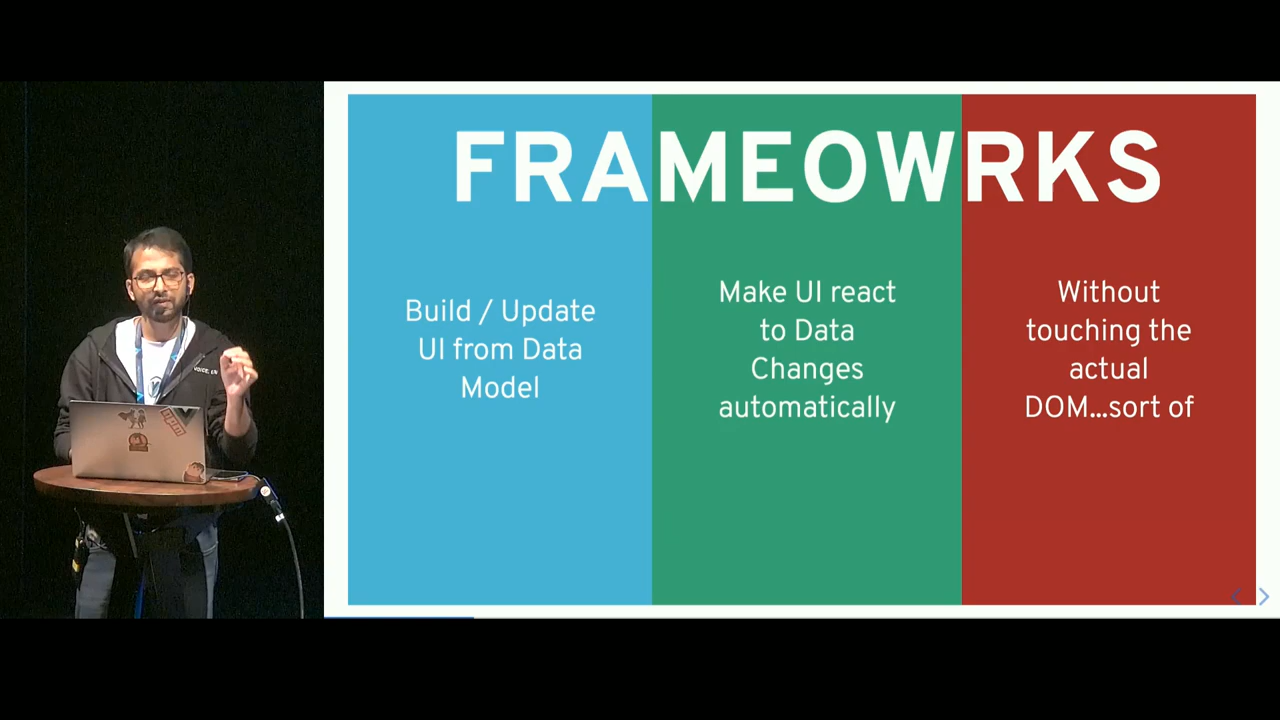 FRAMEOWRKS
Build / Update
UI from Data
Model
Make UI react
to Data
Changes
automatically
Without
touching the
actual
DOM...sort of
npm